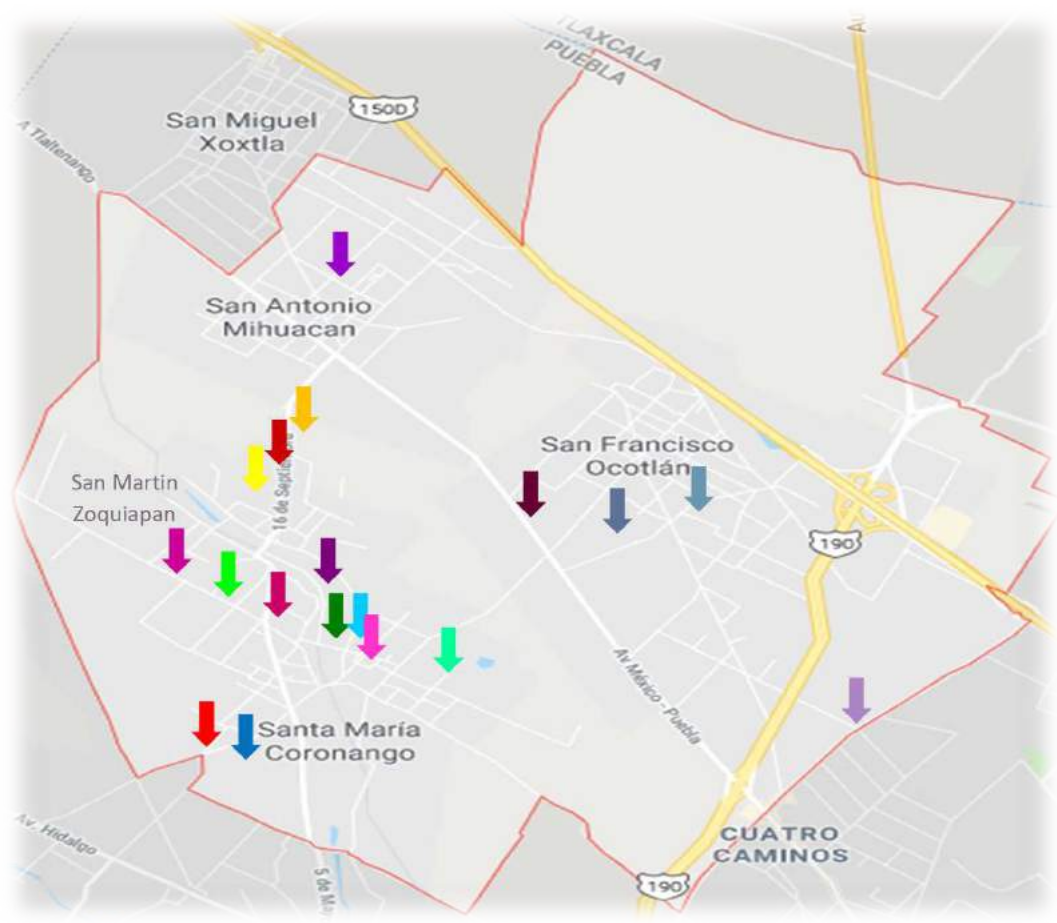 TLAXCALA
PUEBLA
150D
San Miguel
Xoxtla
A Tlaltenango
San Antonio
Mihuacan
San Francisco
Ocotlán
16 de Septiembre
San Martin
Zoquiapan
190
Av México - Puebla
Santa María
Coronango
Av. Hidalgo
CUATRO
CAMINOS
190